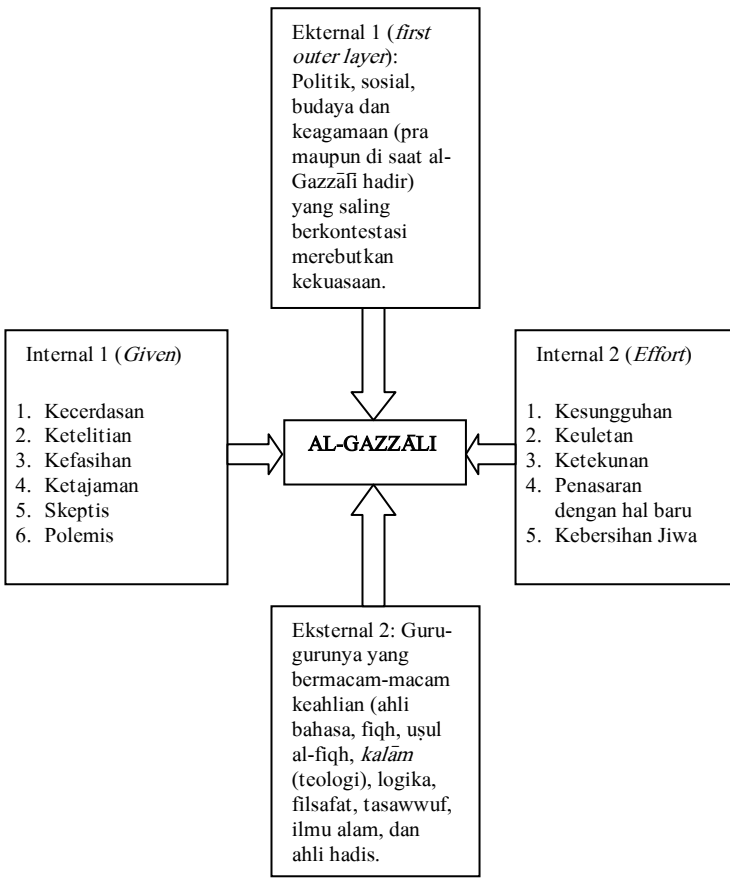 Ekternal 1 (first
outer layer):
Politik, sosial,
budaya dan
keagamaan (pra
maupun di saat al-
Gazzālī hadir)
yang saling
berkontestasi
merebutkan
kekuasaan.
Internal 1 (Given)
1. Kecerdasan
2. Ketelitian
3. Kefasihan
4. Ketajaman
5. Skeptis
6. Polemis
AL-GAZZĀLI
Internal 2 (Effort)
1. Kesungguhan
2. Keuletan
3. Ketekunan
4. Penasaran
dengan hal baru
5. Kebersihan Jiwa
Eksternal 2: Guru-
gurunya yang
bermacam-macam
keahlian (ahli
bahasa, fiqh, uṣul
al-fiqh, kalām
(teologi), logika,
filsafat, tasawwuf,
ilmu alam, dan
ahli hadis.